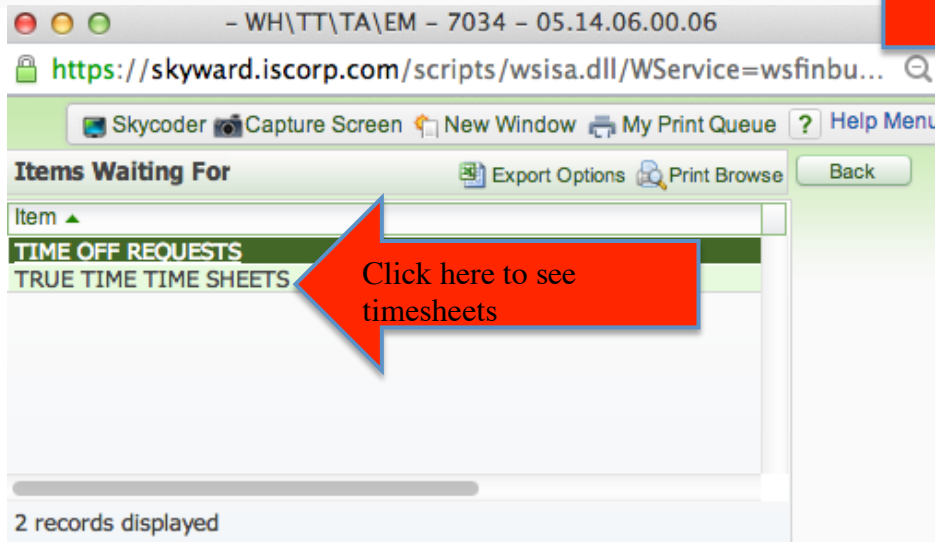 – WH\TT\TA\EM – 7034 – 05.14.06.00.06
https://skyward.iscorp.com/scripts/wsisa.dll/WService=wsfinbu...
Skycoder Capture Screen New Window My Print Queue ? Help Menu
Items Waiting For Export Options Print Browse Back
Item
TIME OFF REQUESTS
TRUE TIME TIME SHEETS
Click here to see
timesheets
2 records displayed